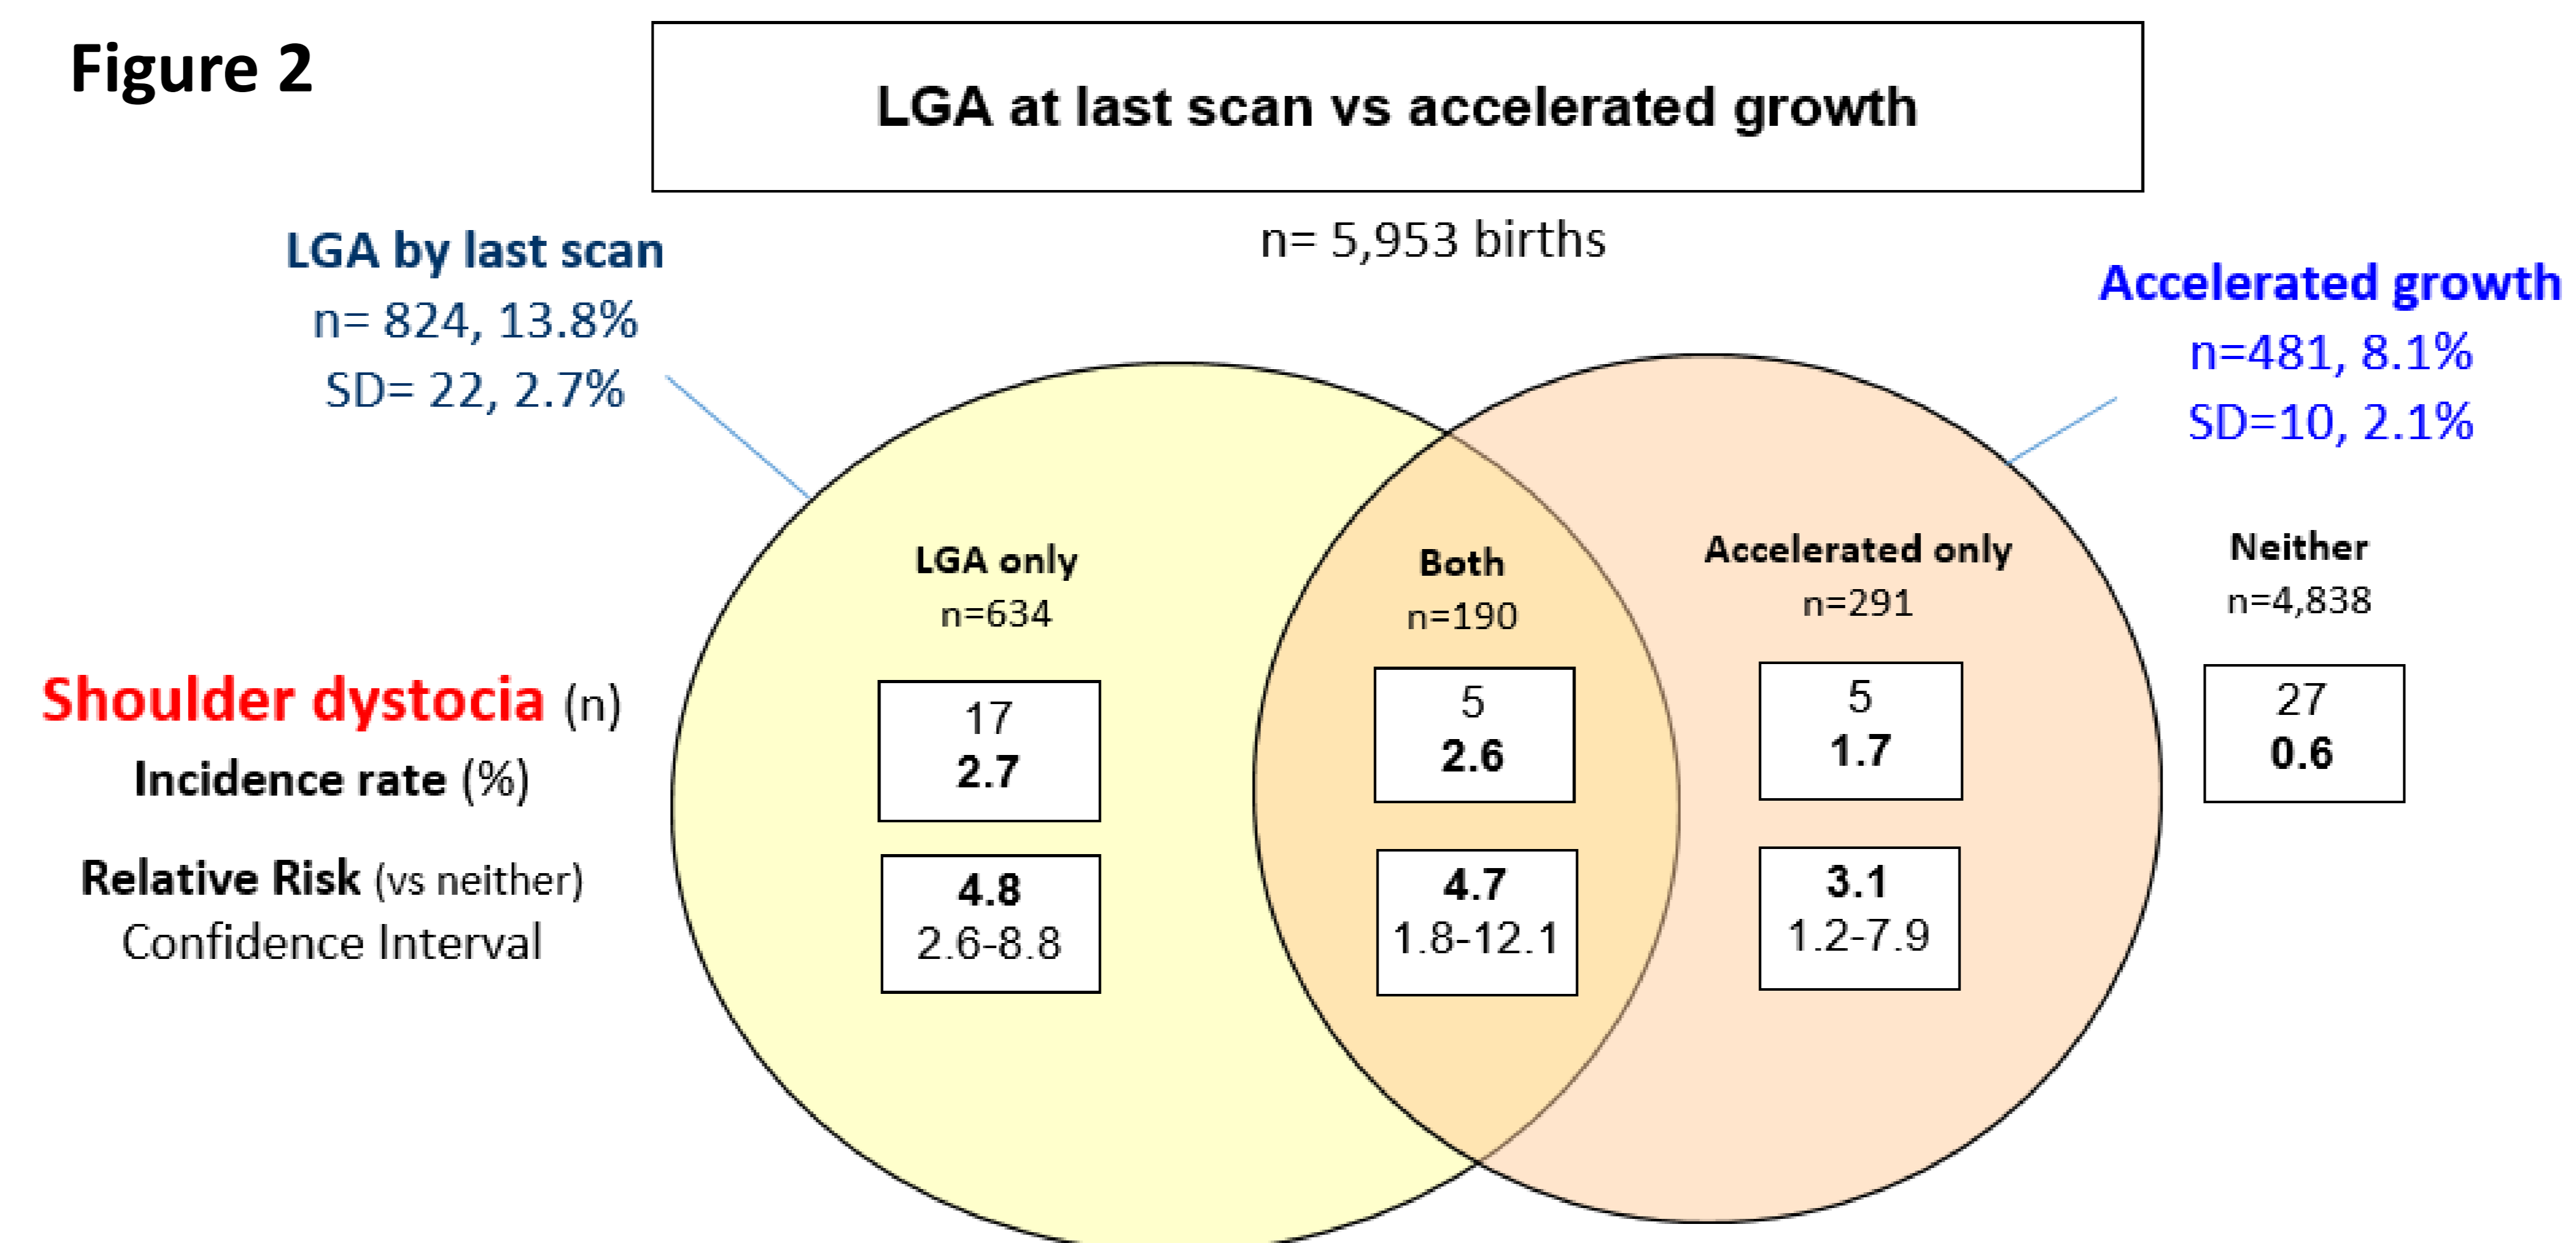 Figure 2
LGA at last scan vs accelerated growth
n= 5,953 births
LGA by last scan
n= 824, 13.8%
SD= 22, 2.7%
Accelerated growth
n=481, 8.1%
SD=10, 2.1%
LGA only
n=634
Both
n=190
Accelerated only
n=291
Neither
n=4,838
Shoulder dystocia (n)
Incidence rate (%)
17
2.7
5
2.6
5
1.7
27
0.6
Relative Risk (vs neither)
Confidence Interval
4.8
2.6-8.8
4.7
1.8-12.1
3.1
1.2-7.9